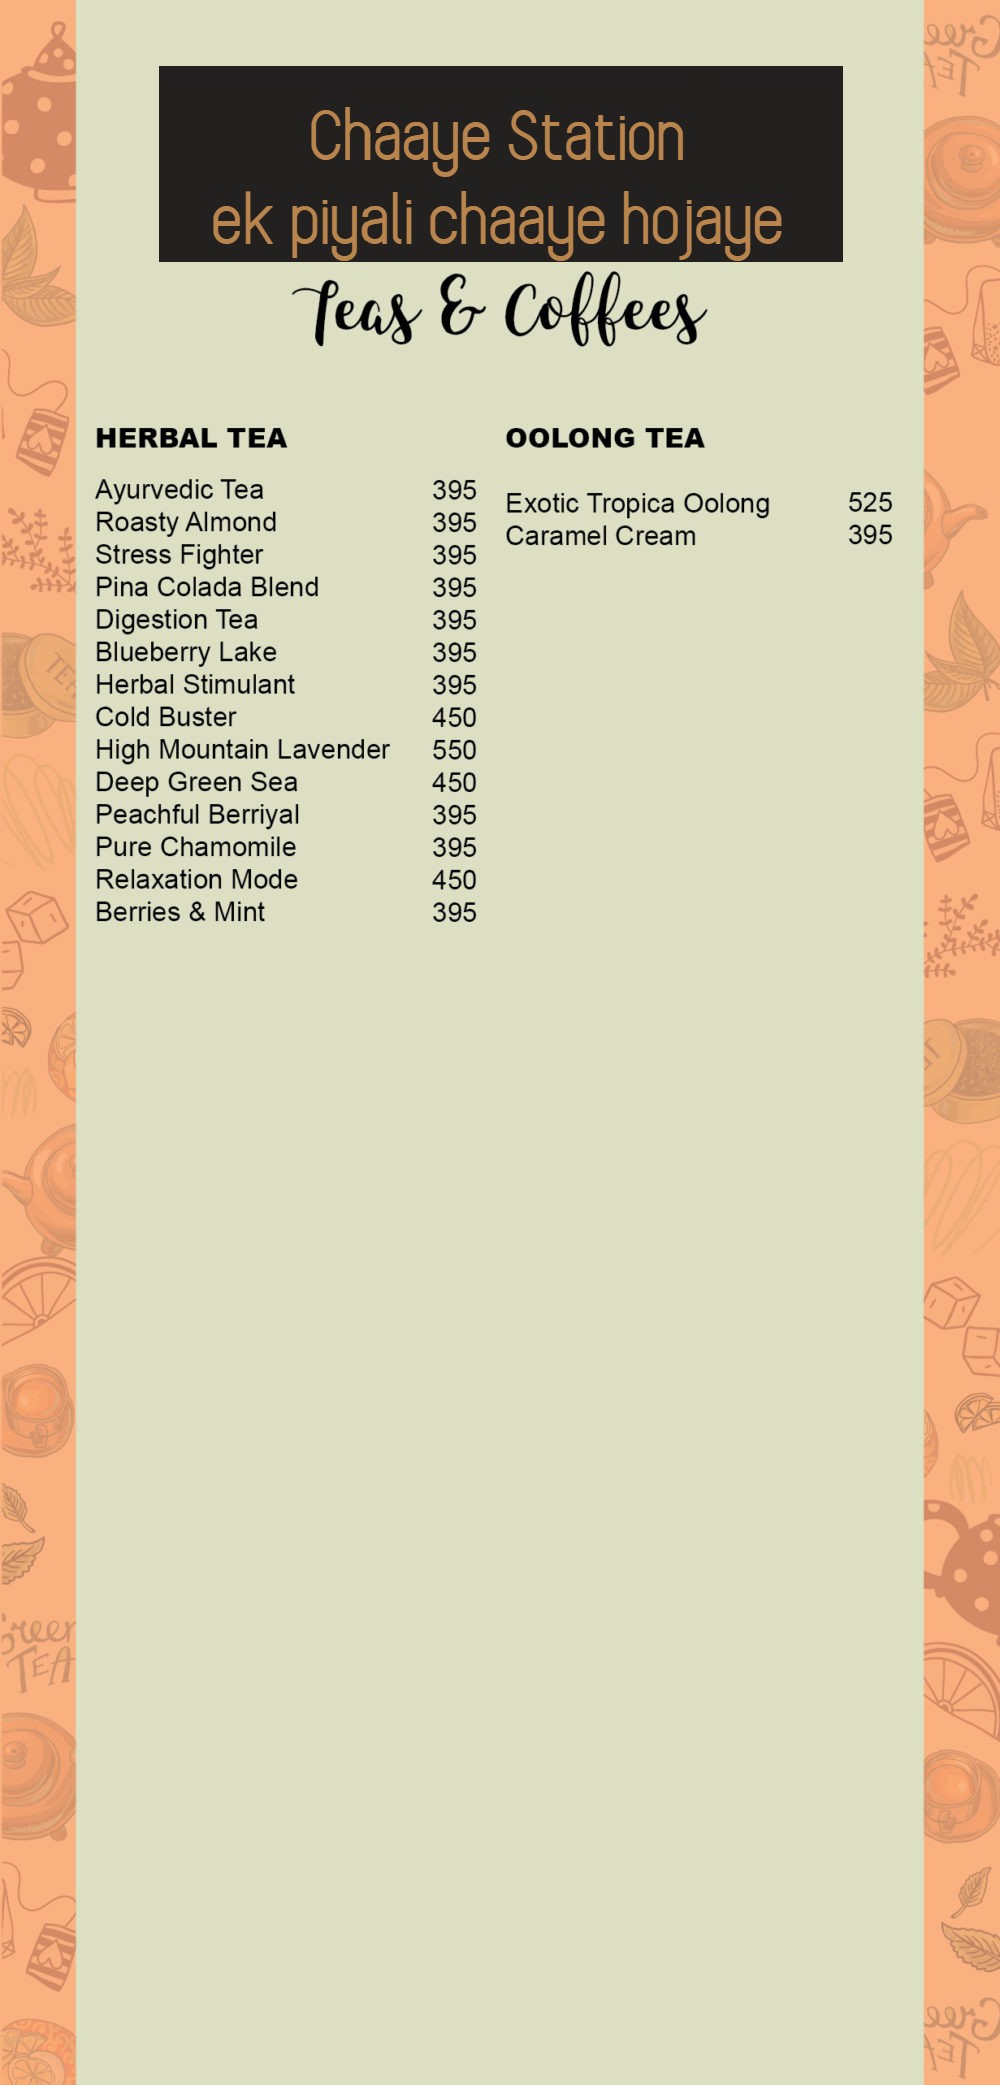 Chaaye Station
ek piyali chaaye hojaye
Teas & Coffees
HERBAL TEA
Ayurvedic Tea 395
Roasty Almond 395
Stress Fighter 395
Pina Colada Blend 395
Digestion Tea 395
Blueberry Lake 395
Herbal Stimulant 395
Cold Buster 450
High Mountain Lavender 550
Deep Green Sea 450
Peachful Berriyal 395
Pure Chamomile 395
Relaxation Mode 450
Berries & Mint 395
OOLONG TEA
Exotic Tropica Oolong 525
Caramel Cream 395
Green
TEA
TEA
Green
TEA
Green
TEA